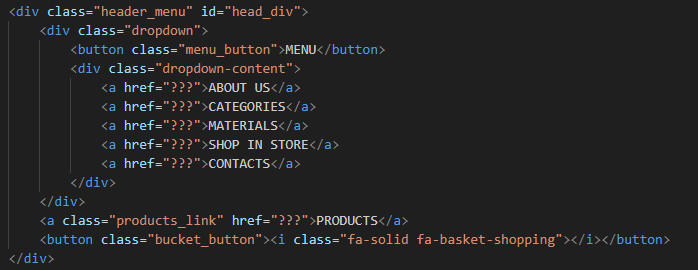 <div class="header_menu" id="head_div">
    <div class="dropdown">
        <button class="menu_button">MENU</button>
        <div class="dropdown-content">
            <a href="???">ABOUT US</a>
            <a href="???">CATEGORIES</a>
            <a href="???">MATERIALS</a>
            <a href="???">SHOP IN STORE</a>
            <a href="???">CONTACTS</a>
        </div>
    </div>
    <a class="products_link" href="???">PRODUCTS</a>
    <button class="bucket_button"><i class="fa-solid fa-basket-shopping"></i></button>
</div>